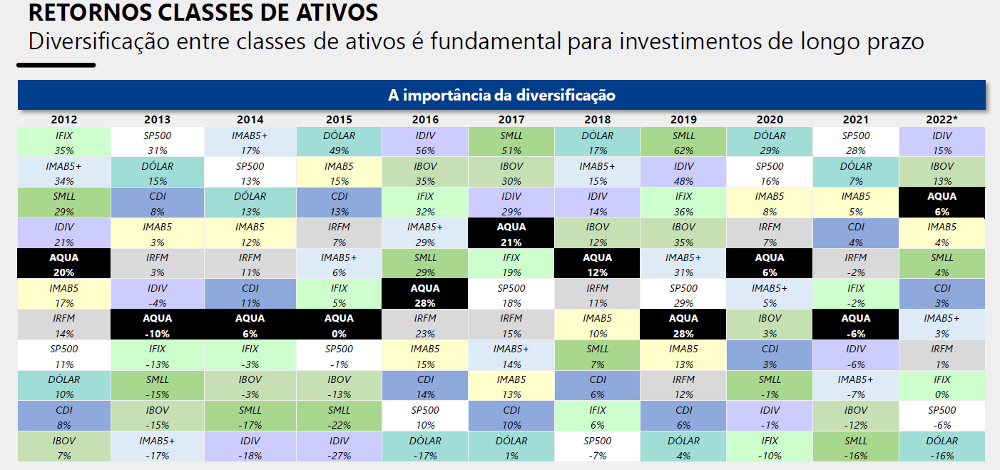 RETORNOS CLASSES DE ATIVOS
Diversificação entre classes de ativos é fundamental para investimentos de longo prazo
A importância da diversificação
2012 2013 2014 2015 2016 2017 2018 2019 2020 2021 2022*
IFIX SP500 IMAB5+ DÓLAR IDIV SMLL DÓLAR SMLL DÓLAR SP500 IDIV
35% 31% 17% 49% 56% 51% 17% 62% 29% 28% 15%
IMAB5+ DÓLAR SP500 IMAB5 IBOV IBOV IMAB5+ IDIV SP500 DÓLAR IBOV
34% 15% 13% 15% 35% 30% 15% 48% 16% 7% 13%
SMLL CDI DÓLAR CDI IFIX IDIV IDIV IFIX IMAB5 IMAB5 AQUA
29% 8% 13% 13% 32% 29% 14% 36% 8% 5% 6%
IDIV IMAB5 IMAB5 IRFM IMAB5+ AQUA IBOV IBOV IRFM CDI IMAB5
21% 3% 12% 7% 29% 21% 12% 35% 7% 4% 4%
AQUA IRFM IRFM IMAB5+ SMLL IFIX AQUA IMAB5+ AQUA IRFM SMLL
20% 3% 11% 6% 29% 19% 12% 31% 6% -2% 4%
IMAB5 IDIV CDI IFIX AQUA SP500 IRFM SP500 IMAB5+ IFIX CDI
17% -4% 11% 5% 28% 18% 11% 29% 5% -2% 3%
IRFM AQUA AQUA AQUA IRFM IRFM IMAB5 AQUA IBOV AQUA IMAB5+
14% -10% 6% 0% 23% 15% 10% 28% 3% -6% 3%
SP500 IFIX IFIX SP500 IMAB5 IMAB5+ SMLL IMAB5 CDI IDIV IRFM
11% -13% -3% -1% 15% 14% 7% 13% 3% -6% 1%
DÓLAR SMLL IBOV IBOV CDI IMAB5 CDI IRFM SMLL IMAB5+ IFIX
10% -15% -3% -13% 14% 13% 6% 12% -1% -7% 0%
CDI IBOV SMLL SMLL SP500 CDI IFIX CDI IDIV IBOV SP500
8% -15% -17% -22% 10% 10% 6% 6% -1% -12% -6%
IBOV IMAB5+ IDIV IDIV DÓLAR DÓLAR SP500 DÓLAR IFIX SMLL DÓLAR
7% -17% -18% -27% -17% 1% -7% 4% -10% -16% -16%